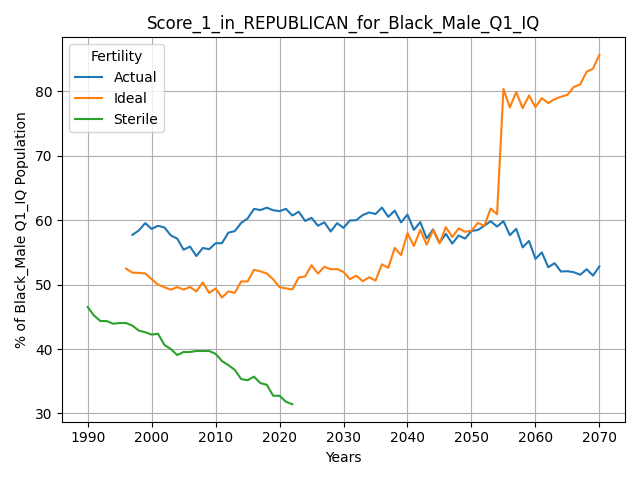 Score_1_in_REPUBLICAN_for_Black_Male_Q1_IQ
Fertility
Actual
Ideal
Sterile
% of Black_Male Q1_IQ Population
80
70
60
50
40
30
1990 2000 2010 2020 2030 2040 2050 2060 2070
Years